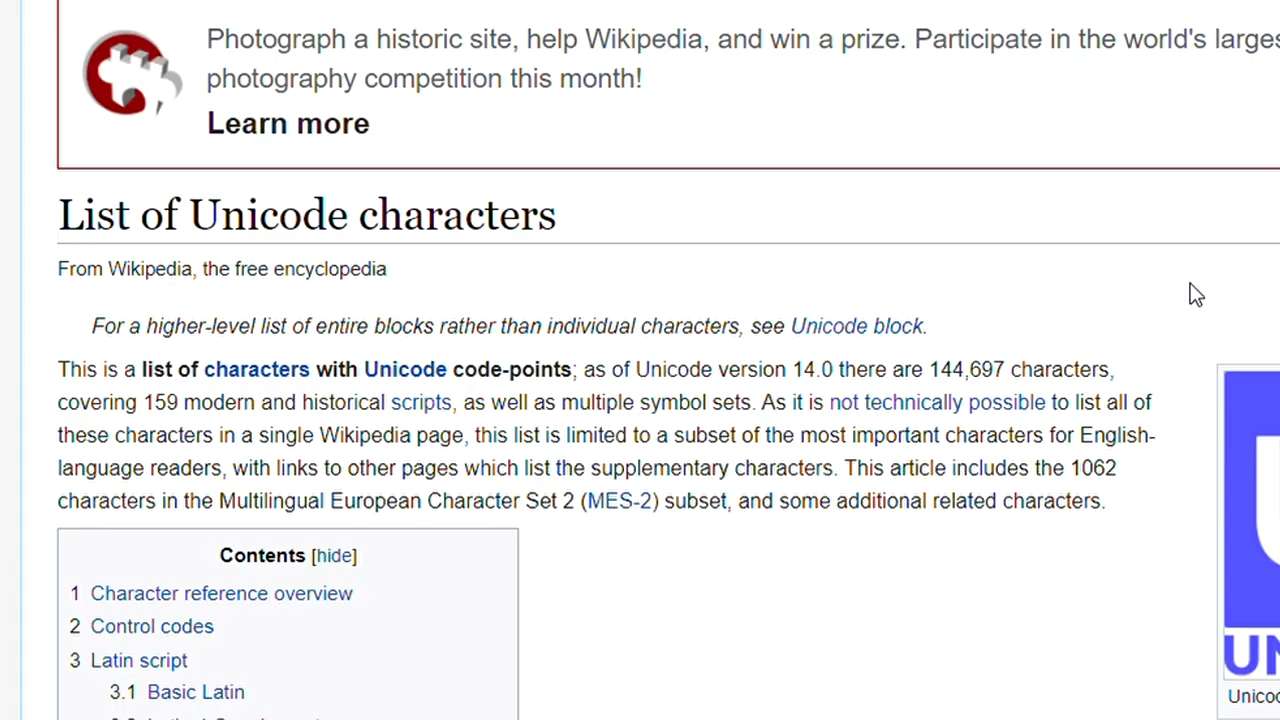 Photograph a historic site, help Wikipedia, and win a prize. Participate in the world's
photography competition this month!
Learn more
List of Unicode characters
From Wikipedia, the free encyclopedia
For a higher-level list of entire blocks rather than individual characters, see Unicode block.
This is a list of characters with Unicode code-points; as of Unicode version 14.0 there are 144,697 characters,
covering 159 modern and historical scripts, as well as multiple symbol sets. As it is not technically possible to list all of
these characters in a single Wikipedia page, this list is limited to a subset of the most important characters for English-
language readers, with links to other pages which list the supplementary characters. This article includes the 1062
characters in the Multilingual European Character Set 2 (MES-2) subset, and some additional related characters.
Contents [hide]
1 Character reference overview
2 Control codes
3 Latin script
3.1 Basic Latin